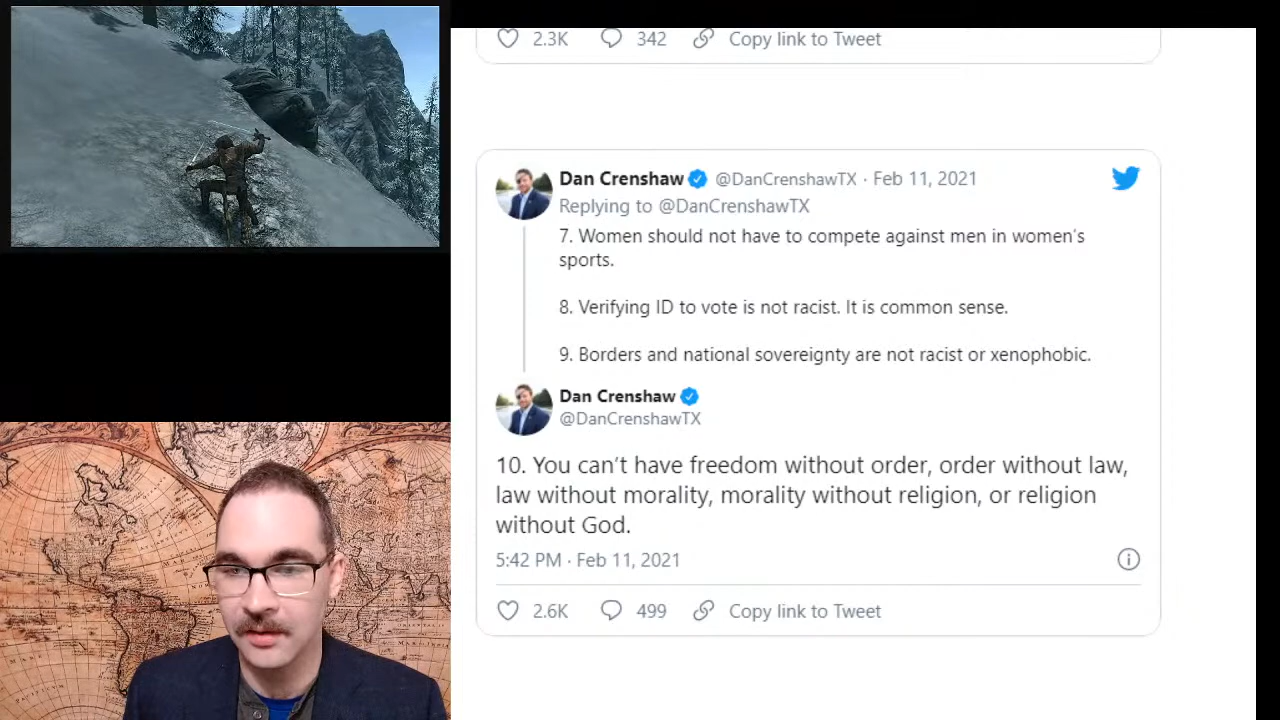 2.3K 342 Copy link to Tweet
Dan Crenshaw @DanCrenshawTX · Feb 11, 2021
Replying to @DanCrenshawTX
7. Women should not have to compete against men in women's
sports.
8. Verifying ID to vote is not racist. It is common sense.
9. Borders and national sovereignty are not racist or xenophobic.
Dan Crenshaw
@DanCrenshawTX
10. You can't have freedom without order, order without law,
law without morality, morality without religion, or religion
without God.
5:42 PM · Feb 11, 2021
2.6K 499 Copy link to Tweet